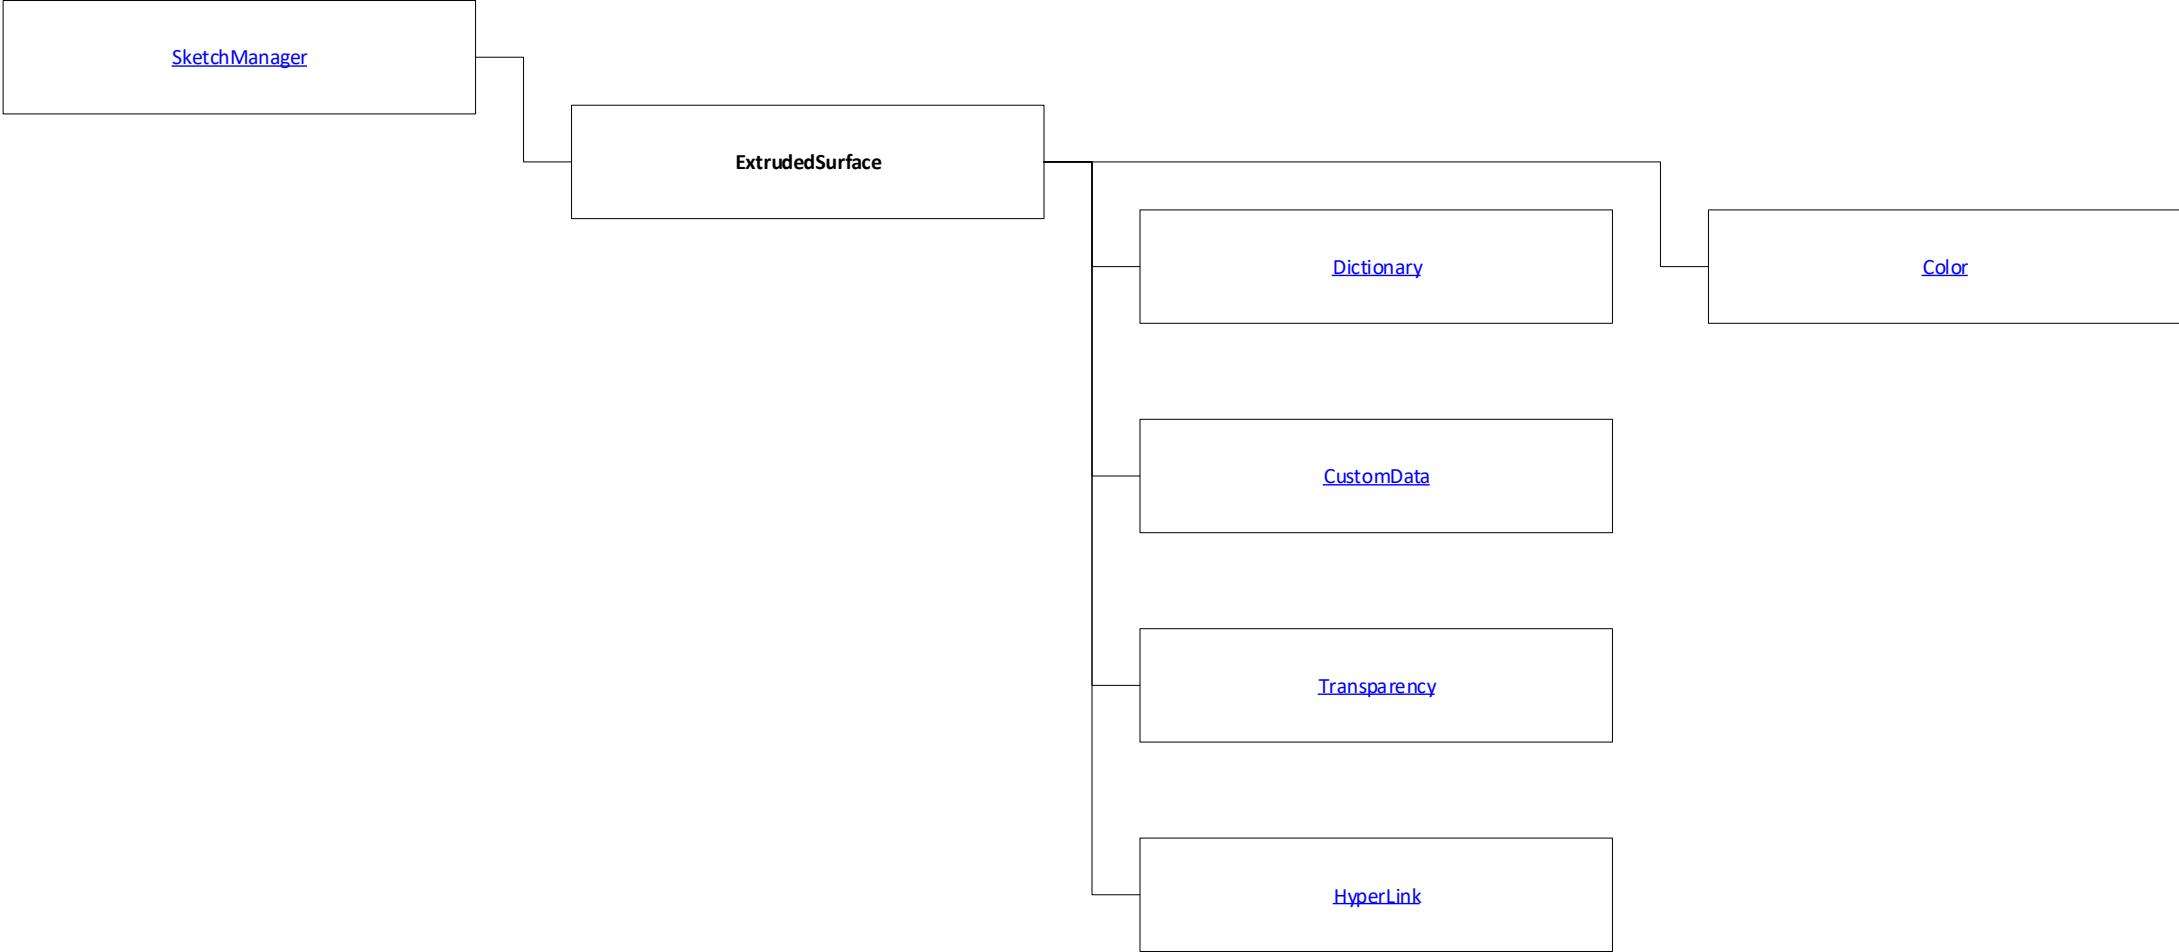 SketchManager
ExtrudedSurface
Dictionary
Color
CustomData
Transparency
HyperLink